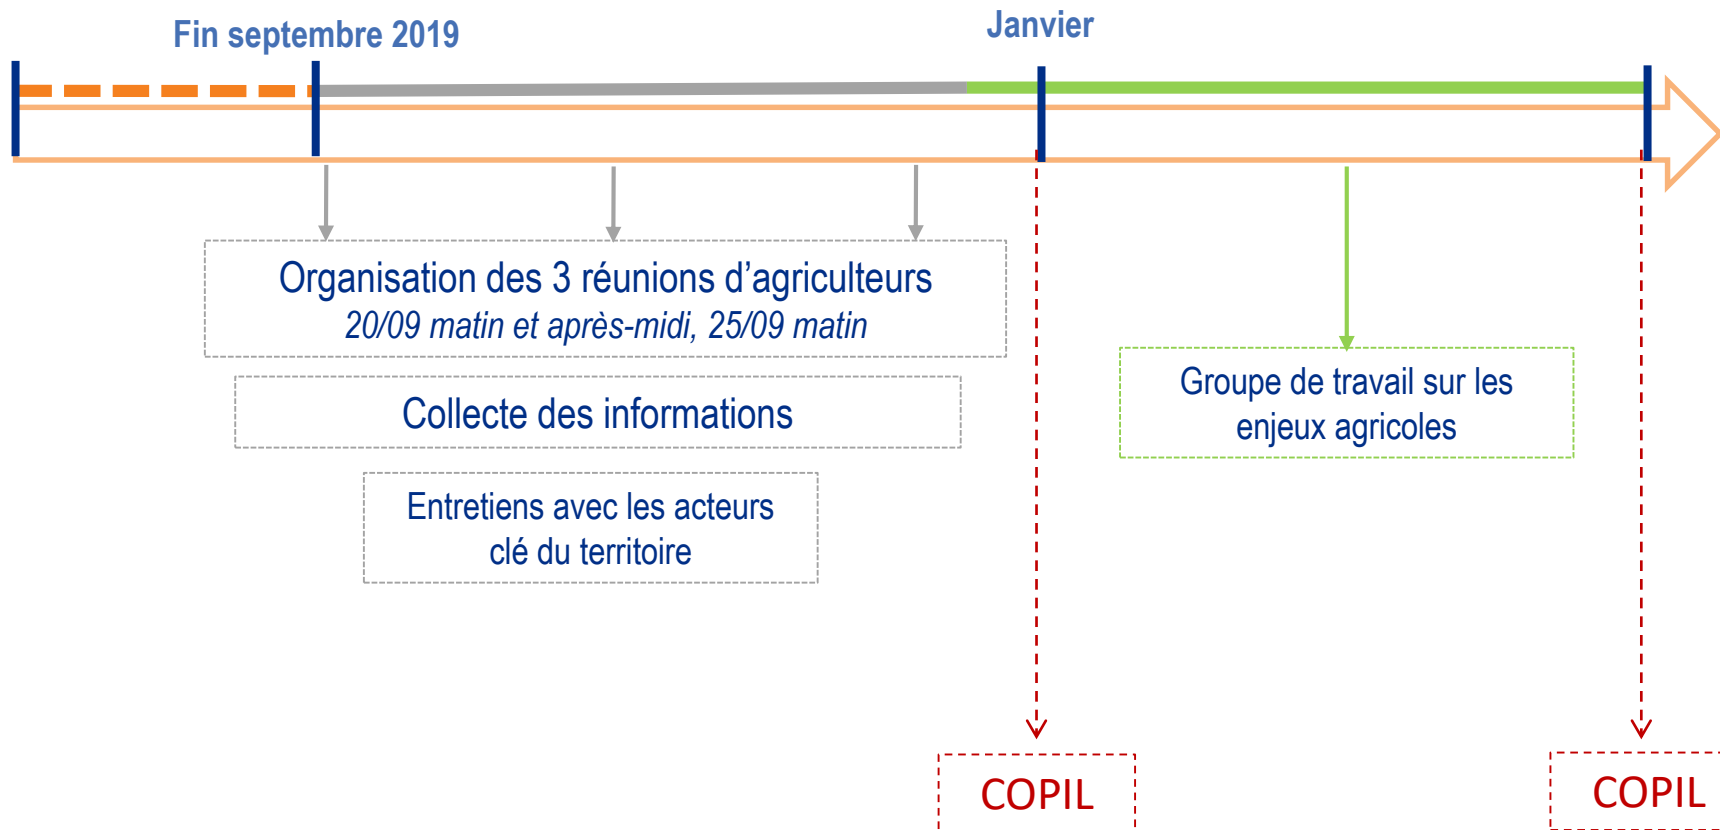 Fin septembre 2019
Janvier
Organisation des 3 réunions d'agriculteurs
20/09 matin et après-midi, 25/09 matin
Collecte des informations
Entretiens avec les acteurs
clé du territoire
Groupe de travail sur les
enjeux agricoles
COPIL
COPIL